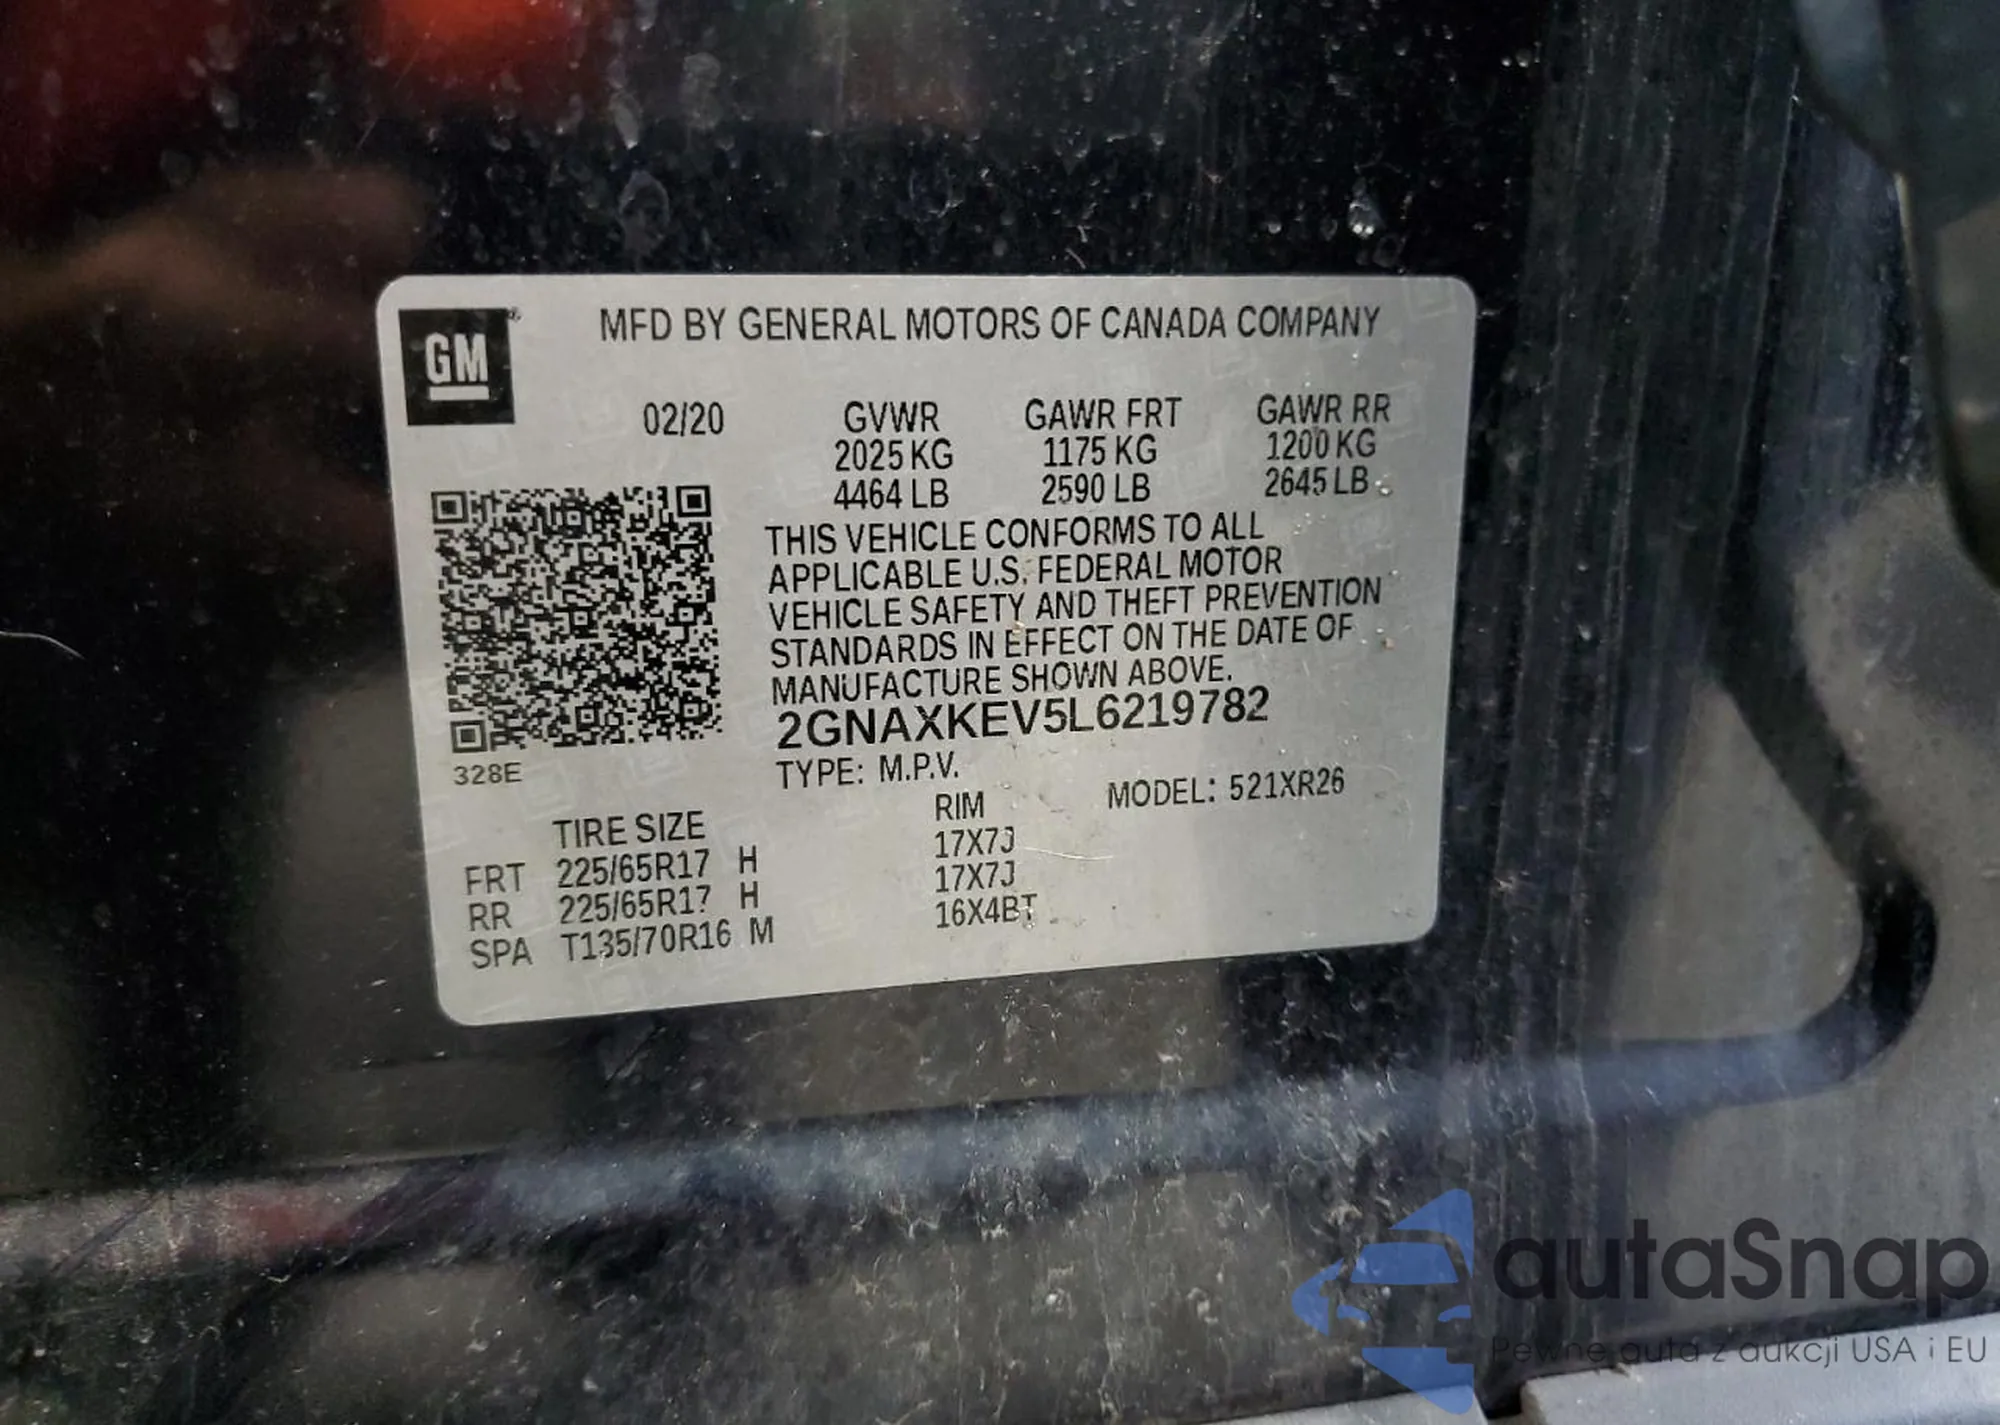 GM
MFD BY GENERAL MOTORS OF CANADA COMPANY
02/20 GVWR GAWR FRT GAWR RR
2025 KG 1175 KG 1200 KG
4464 LB 2590 LB 2645 LB
THIS VEHICLE CONFORMS TO ALL
APPLICABLE U.S. FEDERAL MOTOR
VEHICLE SAFETY AND THEFT PREVENTION
STANDARDS IN EFFECT ON THE DATE OF
MANUFACTURE SHOWN ABOVE.
2GNAXKEV5L6219782
328E
TYPE: M.P.V. MODEL: 521XR26
TIRE SIZE RIM
FRT 225/65R17 H 17X7J
RR 225/65R17 H 17X7J
SPA T135/70R16 M 16X4BT
autaSnap
Pewne auta z aukcji USA i EU